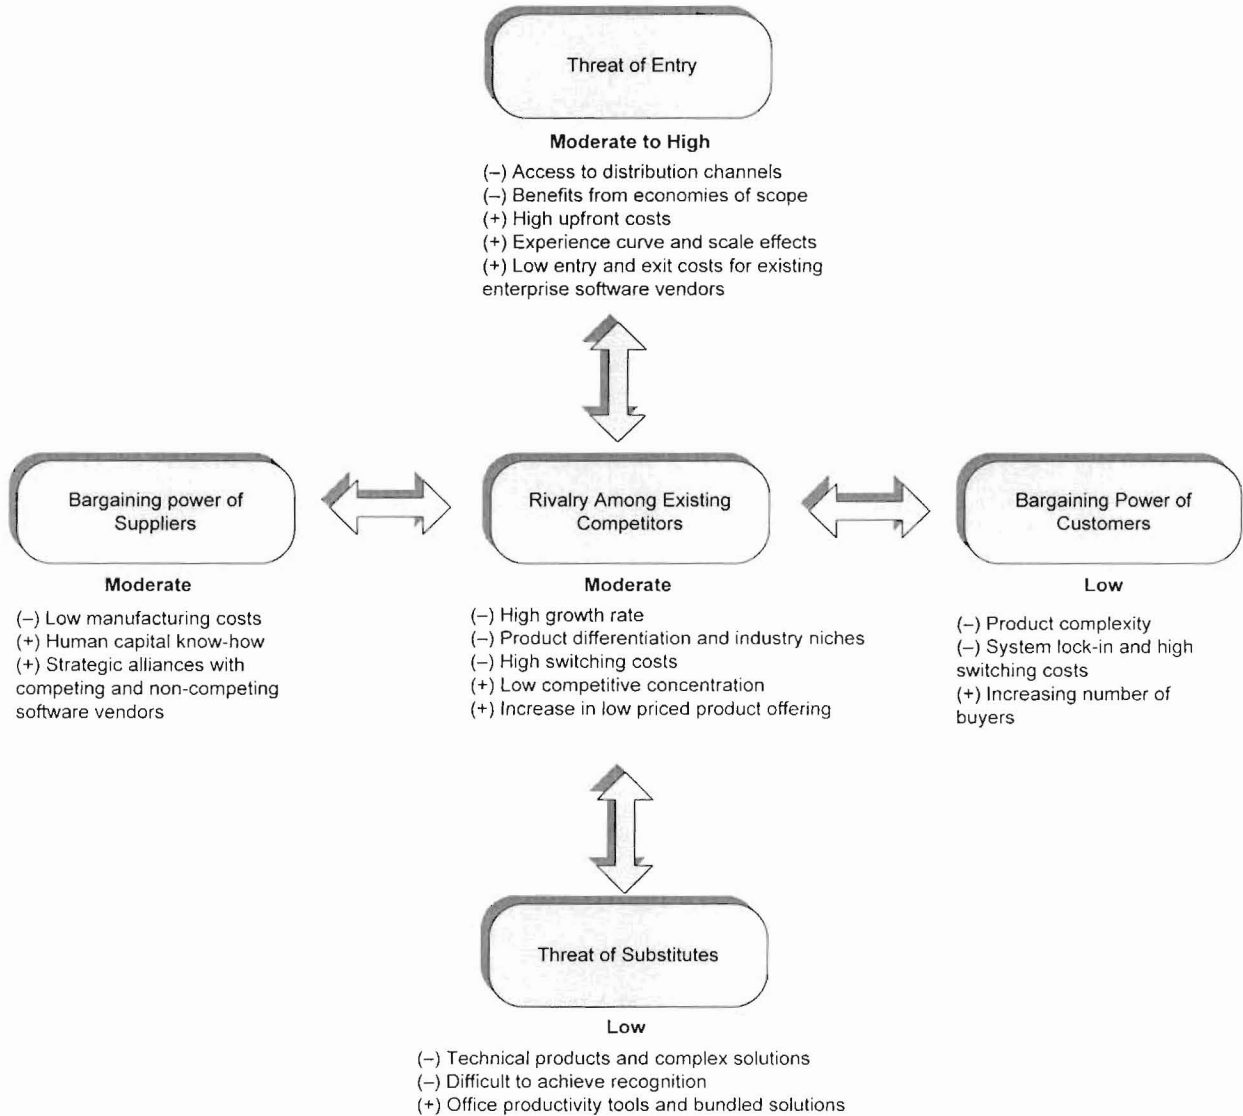 Threat of Entry
Moderate to High
(–) Access to distribution channels
(–) Benefits from economies of scope
(+) High upfront costs
(+) Experience curve and scale effects
(+) Low entry and exit costs for existing
enterprise software vendors
Bargaining power of
Suppliers
Moderate
(–) Low manufacturing costs
(+) Human capital know-how
(+) Strategic alliances with
competing and non-competing
software vendors
Rivalry Among Existing
Competitors
Moderate
(–) High growth rate
(–) Product differentiation and industry niches
(–) High switching costs
(+) Low competitive concentration
(+) Increase in low priced product offering
Bargaining Power of
Customers
Low
(–) Product complexity
(–) System lock-in and high
switching costs
(+) Increasing number of
buyers
Threat of Substitutes
Low
(–) Technical products and complex solutions
(–) Difficult to achieve recognition
(+) Office productivity tools and bundled solutions